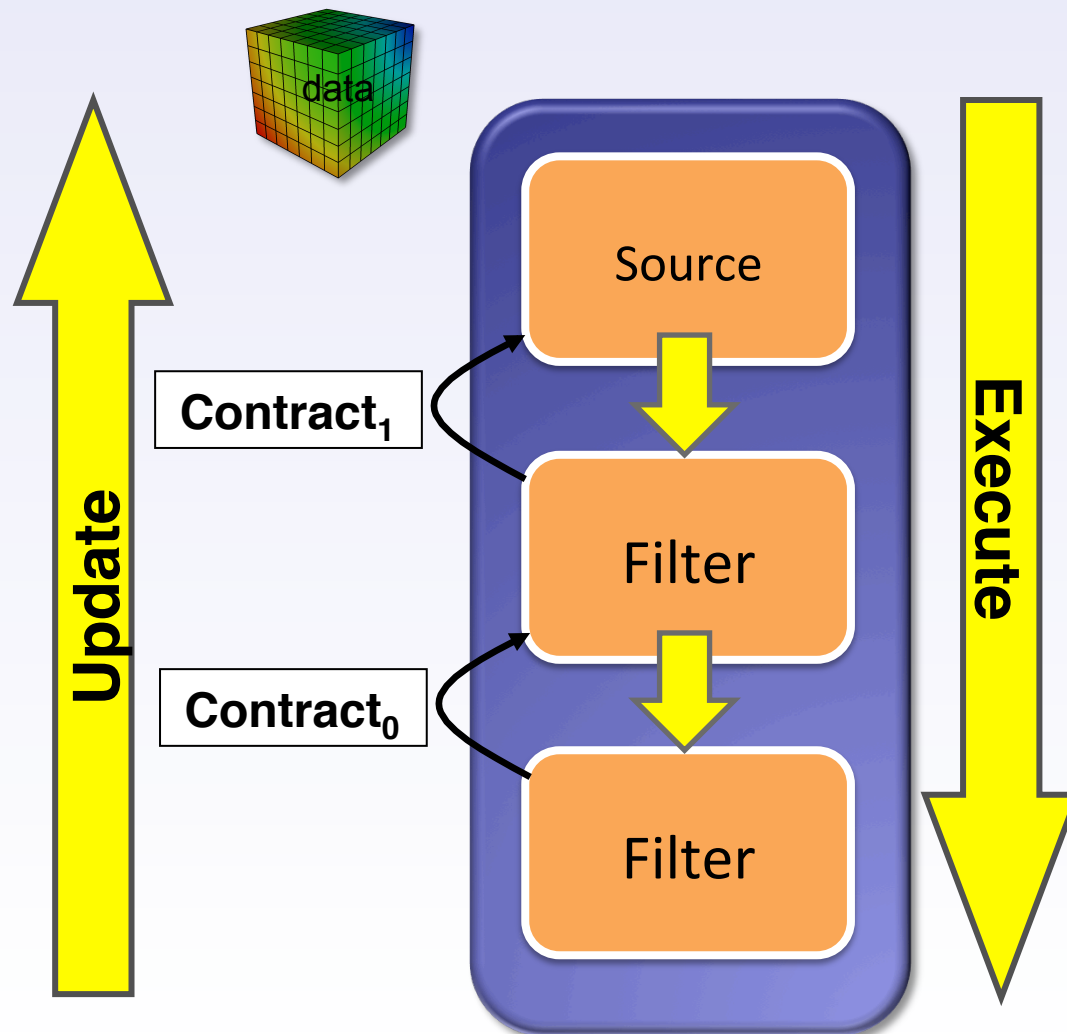 data
Source
Contract₁
Execute
Filter
Update
Contract₀
Filter